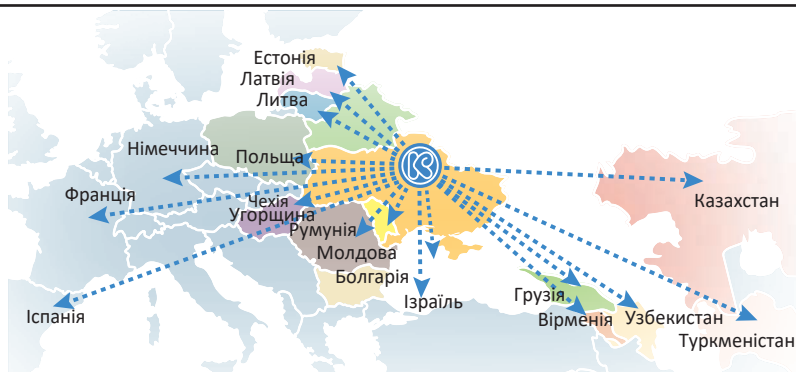 Естонія
Латвія
Литва
Німеччина
Польща
Франція
Чехія
Угорщина
Румунія
Молдова
Болгарія
Ізраїль
Іспанія
Казахстан
Грузія
Вірменія
Узбекистан
Туркменістан